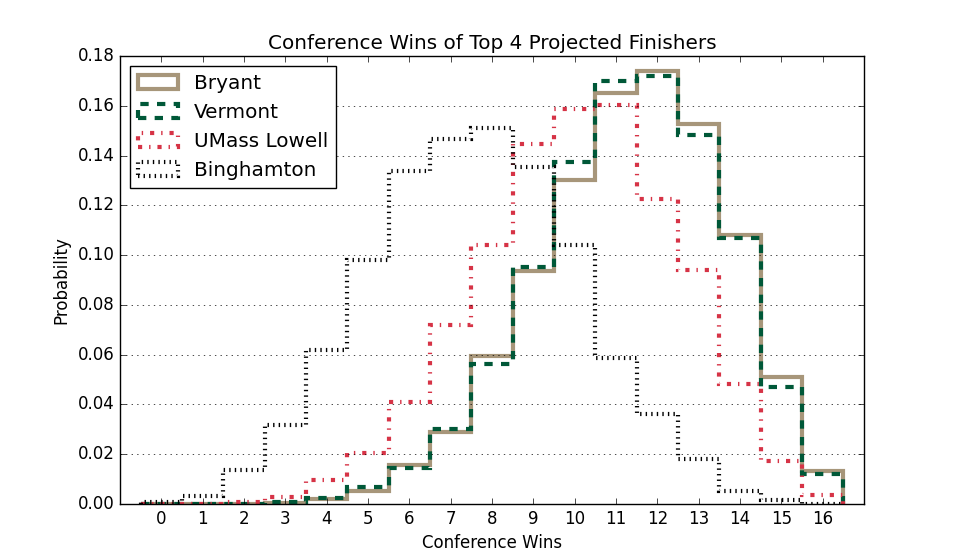 Conference Wins of Top 4 Projected Finishers
0.18
0.16
0.14
0.12
0.10
0.08
0.06
0.04
0.02
0.00
Probability
Bryant
Vermont
UMass Lowell
Binghamton
0 1 2 3 4 5 6 7 8 9 10 11 12 13 14 15 16
Conference Wins